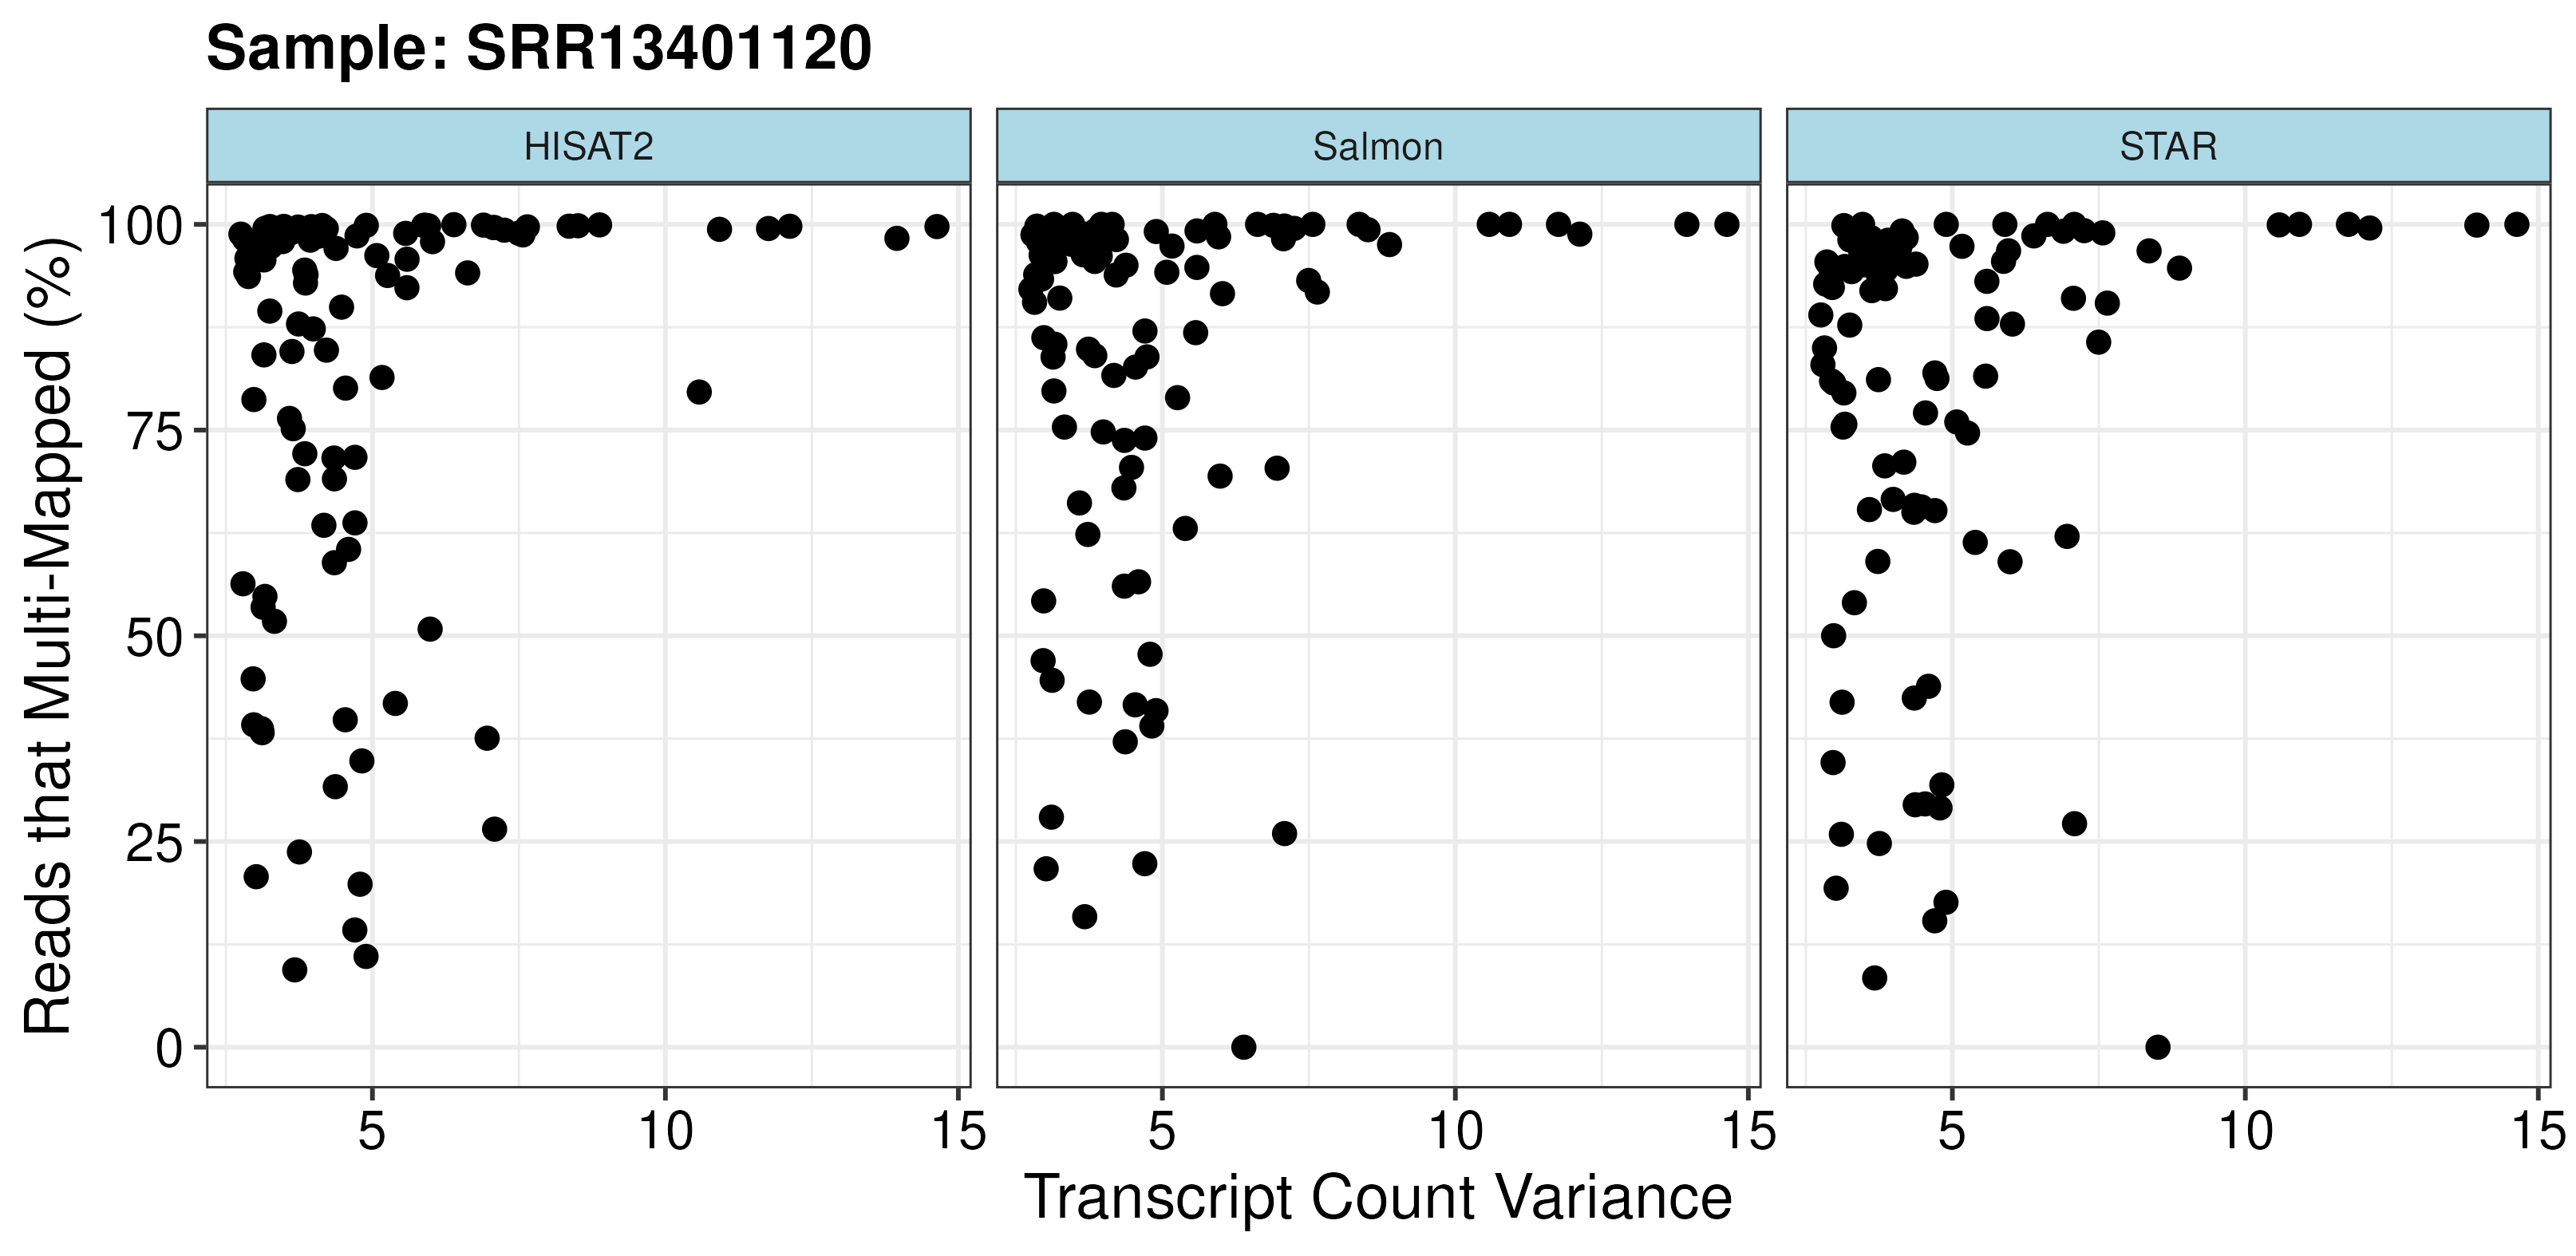 Sample: SRR13401120
HISAT2 Salmon STAR
Reads that Multi-Mapped (%)
100
75
50
25
0
5 10 15 5 10 15 5 10 15
Transcript Count Variance